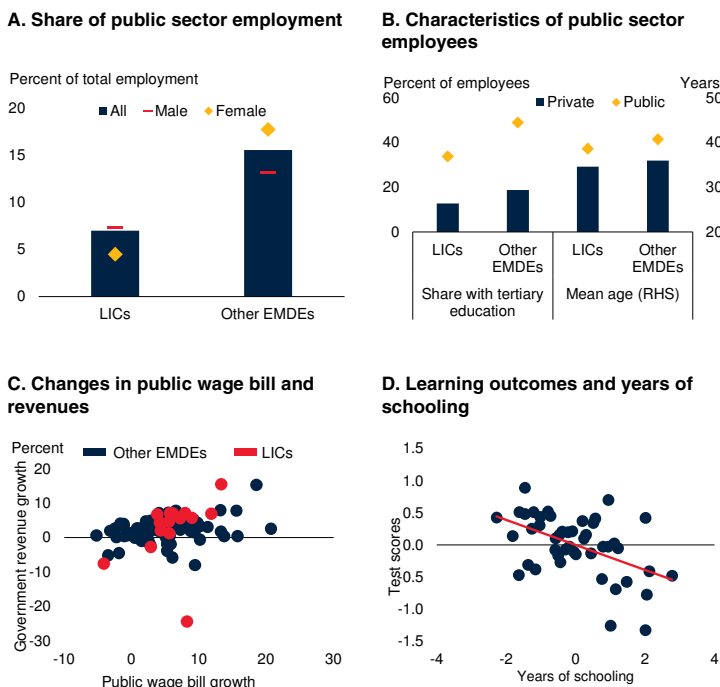 A. Share of public sector employment
Percent of total employment
20
All
Male
Female
15
10
5
0
LICs
Other EMDEs
B. Characteristics of public sector
employees
Percent of employees
Years
60
50
Private
Public
40
40
20
30
0
20
LICs
Other
EMDEs
LICs
Other
EMDEs
Share with tertiary
education
Mean age (RHS)
C. Changes in public wage bill and
revenues
Percent
Other EMDEs
LICs
20
10
0
-10
-20
-30
Government revenue growth
-10
0
10
20
30
Public wage bill growth
D. Learning outcomes and years of
schooling
1.5
1.0
0.5
0.0
-0.5
-1.0
-1.5
Test scores
-4
-2
0
2
4
Years of schooling